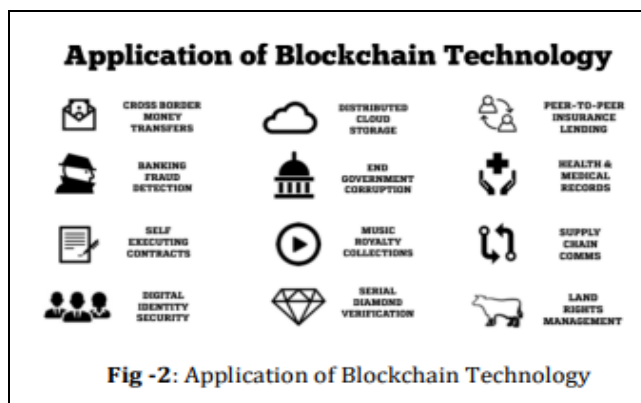 Application of Blockchain Technology
CROSS BORDER
MONEY
TRANSFERS
DISTRIBUTED
CLOUD
STORAGE
PEER-TO-PEER
INSURANCE
LENDING
BANKING
FRAUD
DETECTION
END
GOVERNMENT
CORRUPTION
HEALTH &
MEDICAL
RECORDS
SELF
EXECUTING
CONTRACTS
MUSIC
ROYALTY
COLLECTIONS
SUPPLY
CHAIN
COMMS
DIGITAL
IDENTITY
SECURITY
SERIAL
DIAMOND
VERIFICATION
LAND
RIGHTS
MANAGEMENT
Fig -2: Application of Blockchain Technology